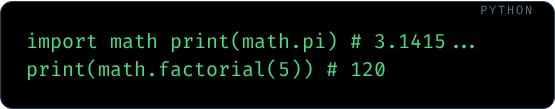 PYTHON
import math print(math.pi) # 3.1415...
print(math.factorial(5)) # 120